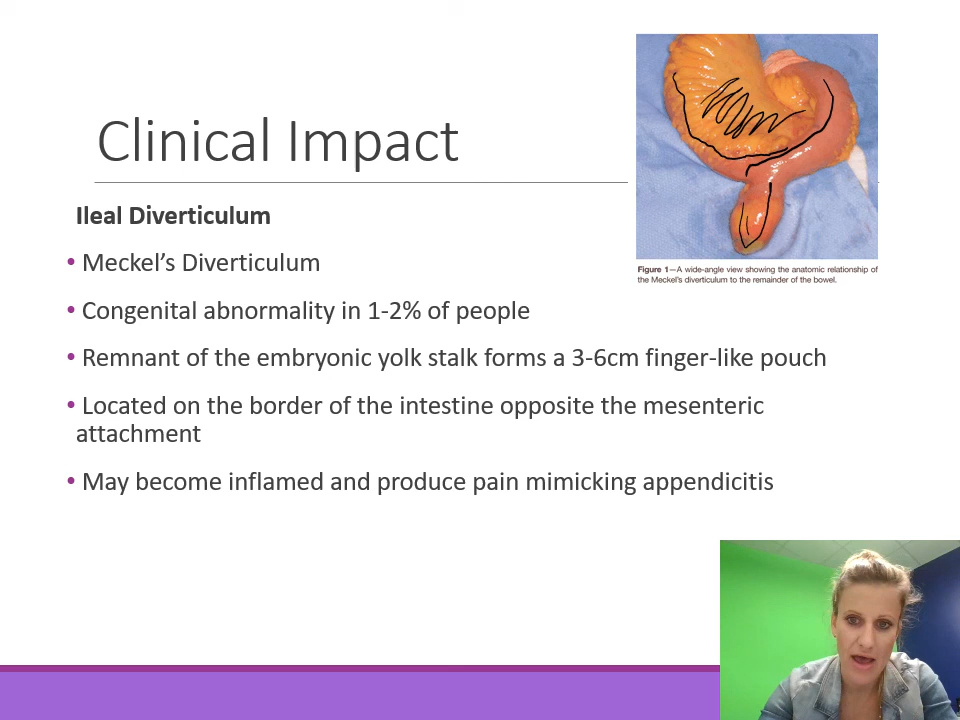 Clinical Impact
Ileal Diverticulum
• Meckel’s Diverticulum
• Congenital abnormality in 1-2% of people
• Remnant of the embryonic yolk stalk forms a 3-6cm finger-like pouch
• Located on the border of the intestine opposite the mesenteric
attachment
• May become inflamed and produce pain mimicking appendicitis
Figure 1—A wide-angle view showing the anatomic relationship of
the Meckel's diverticulum to the remainder of the bowel.